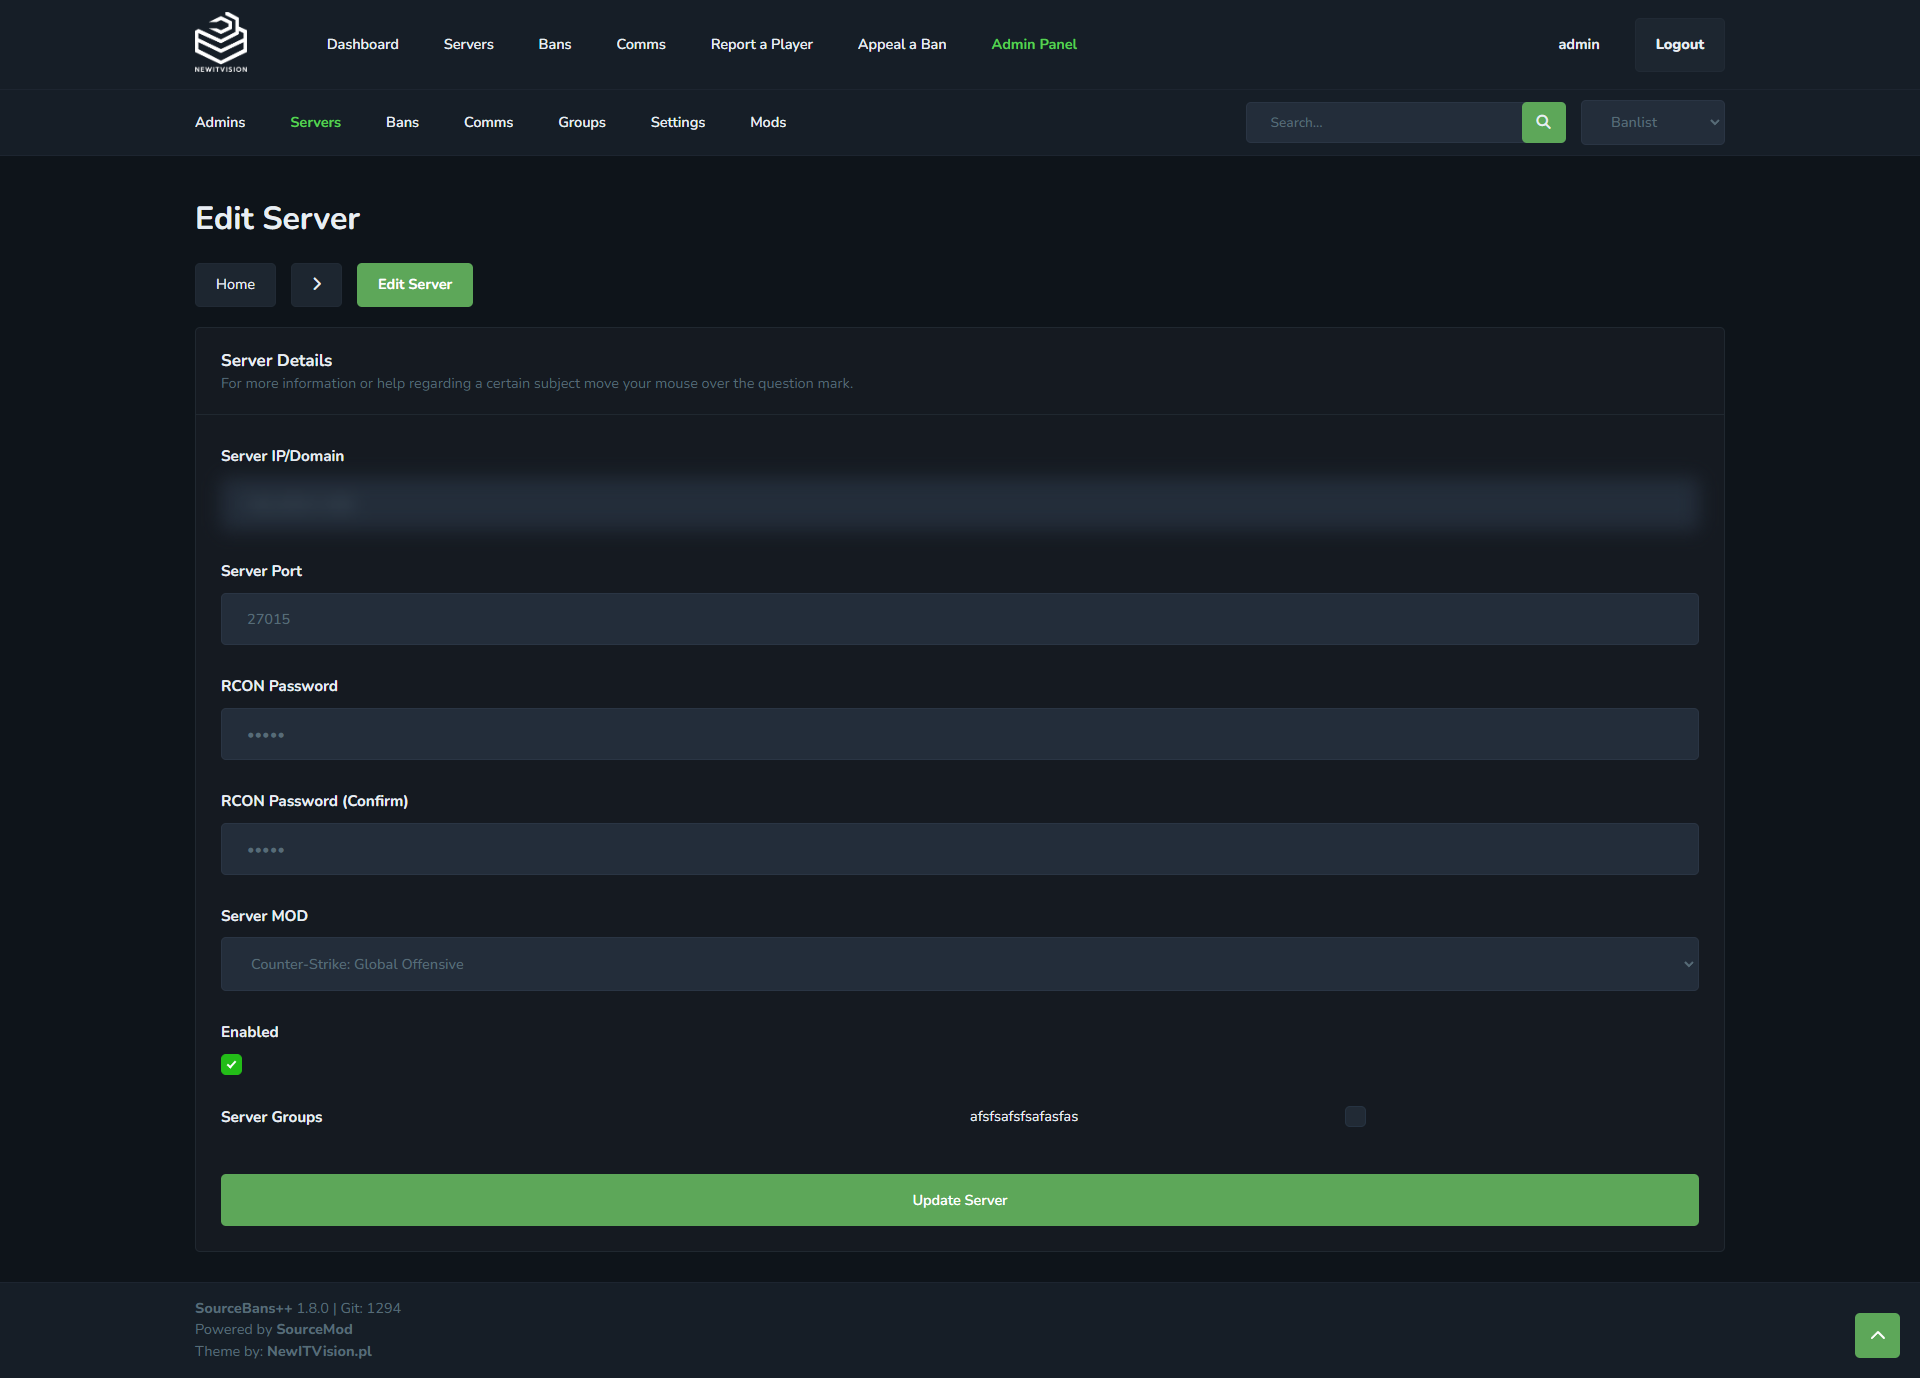 NEWITVISION
Dashboard
Servers
Bans
Comms
Report a Player
Appeal a Ban
Admin Panel
admin
Logout
Admins
Servers
Bans
Comms
Groups
Settings
Mods
Search...
Banlist
Edit Server
Home
Edit Server
Server Details
For more information or help regarding a certain subject move your mouse over the question mark.
Server IP/Domain
Server Port
27015
RCON Password
•••••
RCON Password (Confirm)
•••••
Server MOD
Counter-Strike: Global Offensive
Enabled
Server Groups
afsfsafsfsafasfas
Update Server
SourceBans++ 1.8.0 | Git: 1294
Powered by SourceMod
Theme by: NewITVision.pl